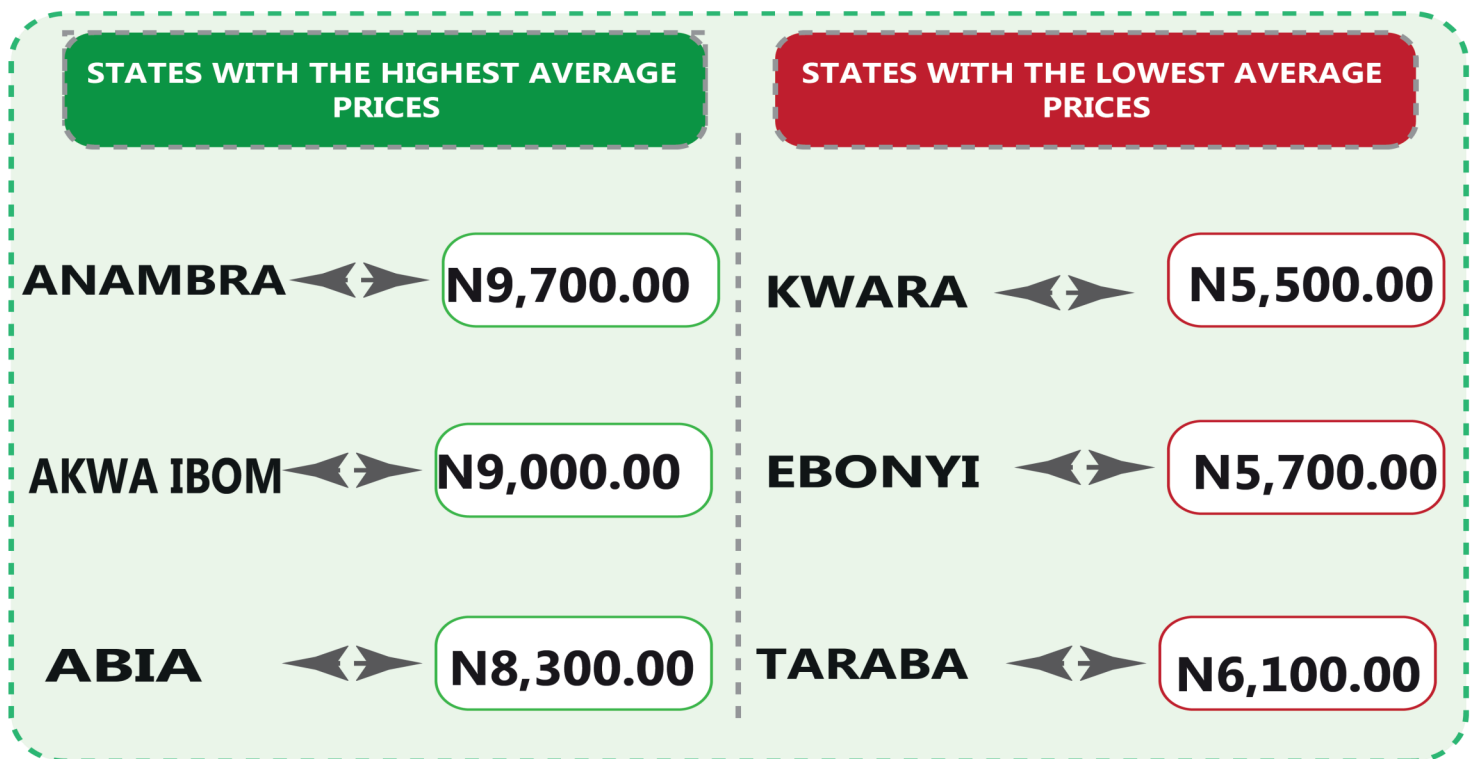 STATES WITH THE HIGHEST AVERAGE
PRICES
ANAMBRA N9,700.00
AKWA IBOM N9,000.00
ABIA N8,300.00
STATES WITH THE LOWEST AVERAGE
PRICES
KWARA N5,500.00
EBONYI N5,700.00
TARABA N6,100.00